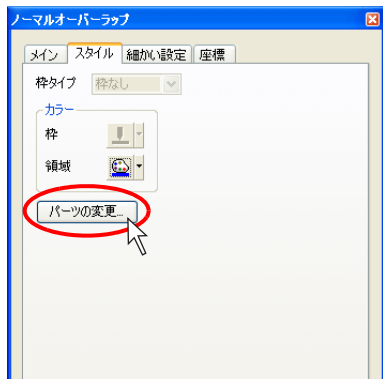 ノーマルオーバーラップ
メイン スタイル 細かい設定 座標
枠タイプ 枠なし
カラー
枠
領域
パーツの変更...